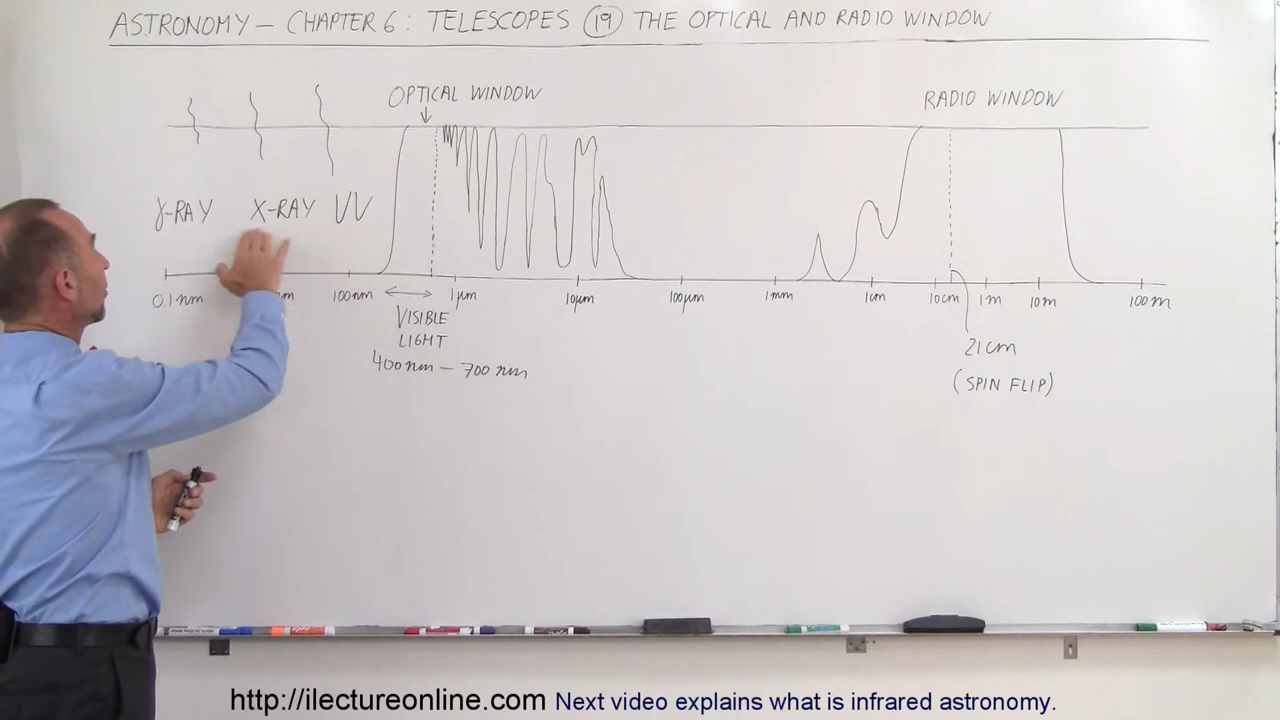 ASTRONOMY – CHAPTER 6: TELESCOPES 19 THE OPTICAL AND RADIO WINDOW
OPTICAL WINDOW
RADIO WINDOW
γ-RAY X-RAY UV
0.1nm nm 100nm 1μm 10μm 100μm 1mm 1cm 10cm 1m 10m 100m
VISIBLE
LIGHT
400nm – 700nm
21cm
(SPIN FLIP)
http://ilectureonline.com Next video explains what is infrared astronomy.